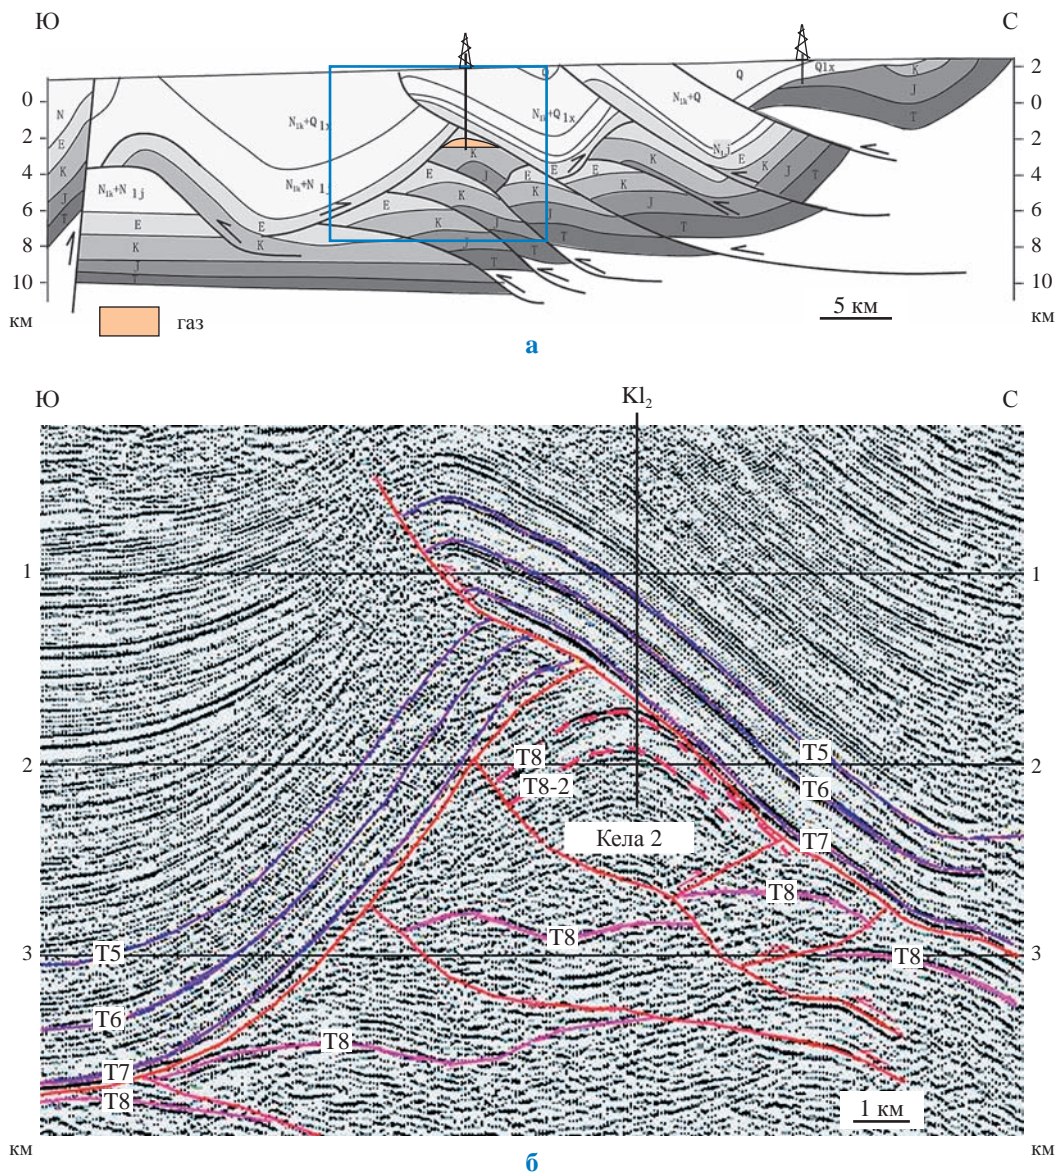 Ю С
2
0 0
2 2
4 4
6 6
8 8
10 10
км км
N
E
K
J
T
N₁ₖ+N₁j
E
K
J
T
N₁ₖ+Q₁ₓ
N₁ₖ+N₁j
E
K
K
J
E
K
J
T
Q
N₁ₖ+Q₁ₓ
E
E
K
J
T
E
K
J
T
N₁ₖ+Q
N₁j
E
K
J
T
Q
Q1x
K
J
T
газ
5 км
а
Ю Kl₂ С
1 1
2 2
3 3
T5
T6
T7
T8
T8-2
Кела 2
T8
T8
T8
T5
T6
T7
T8
T8
1 км
км км
б